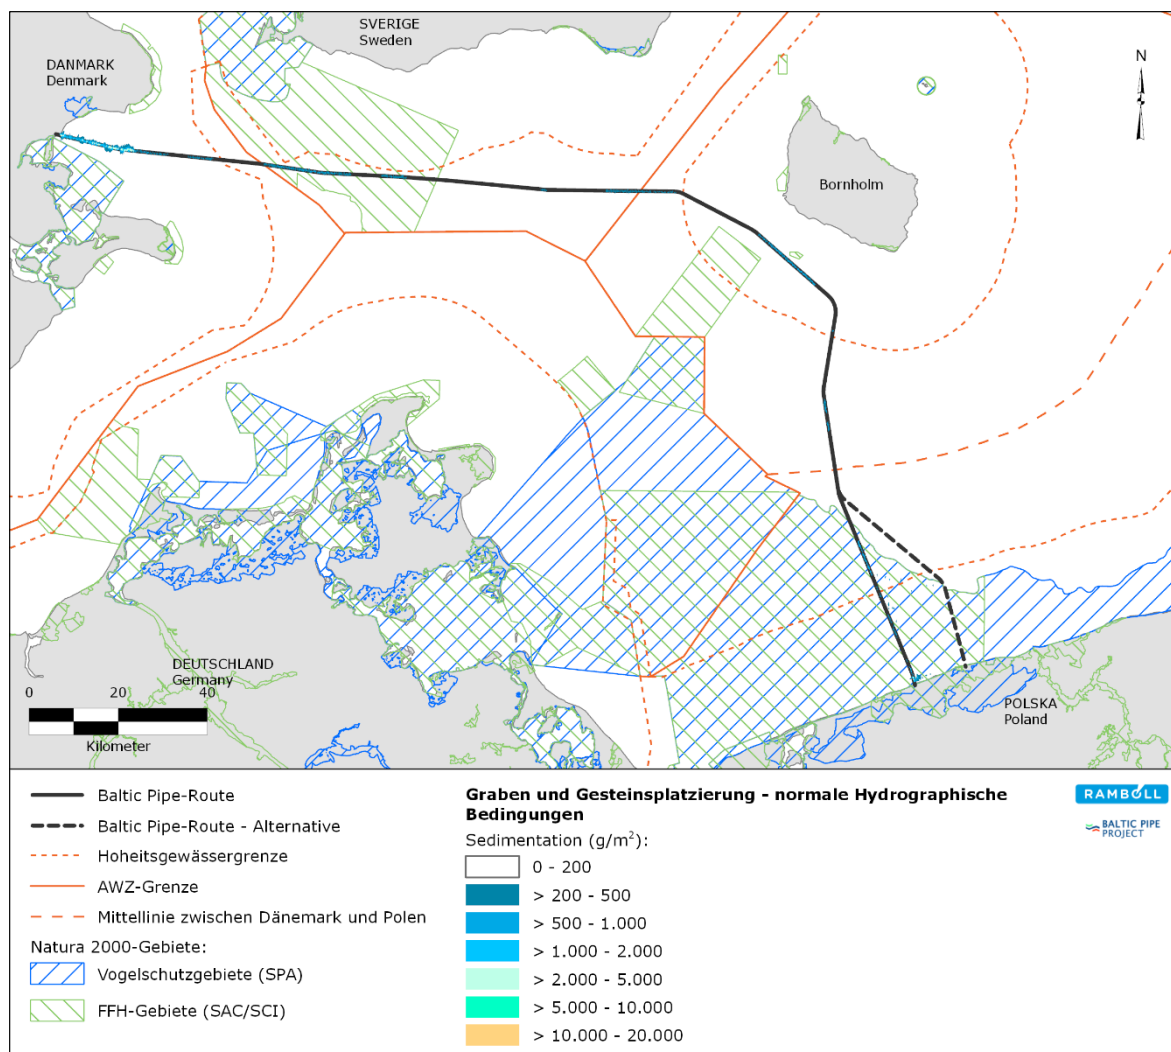 SVERIGE
Sweden
DANMARK
Denmark
N
Bornholm
DEUTSCHLAND
Germany
0 20 40
Kilometer
POLSKA
Poland
Baltic Pipe-Route
Baltic Pipe-Route - Alternative
Hoheitsgewässergrenze
AWZ-Grenze
Mittellinie zwischen Dänemark und Polen
Natura 2000-Gebiete:
Vogelschutzgebiete (SPA)
FFH-Gebiete (SAC/SCI)
Graben und Gesteinsplatzierung - normale Hydrographische
Bedingungen
Sedimentation (g/m²):
0 - 200
> 200 - 500
> 500 - 1.000
> 1.000 - 2.000
> 2.000 - 5.000
> 5.000 - 10.000
> 10.000 - 20.000
RAMBOLL
BALTIC PIPE
PROJECT